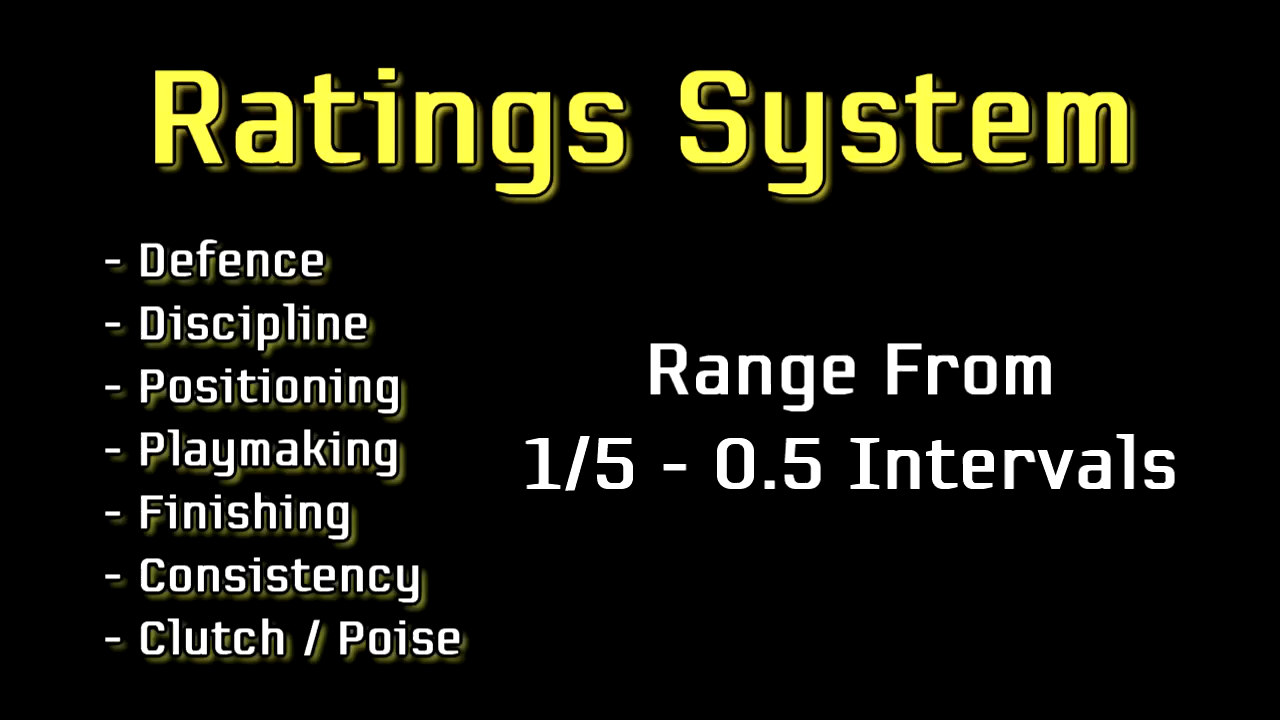 Ratings System
- Defence
- Discipline
- Positioning
- Playmaking
- Finishing
- Consistency
- Clutch / Poise
Range From
1/5 - 0.5 Intervals